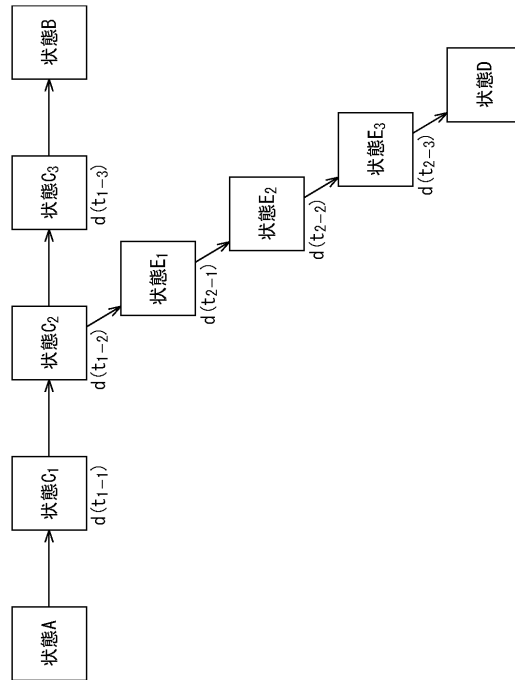 状態A
状態C1
d(t1-1)
状態C2
d(t1-2)
状態C3
d(t1-3)
状態B
状態E1
d(t2-1)
状態E2
d(t2-2)
状態E3
d(t2-3)
状態D